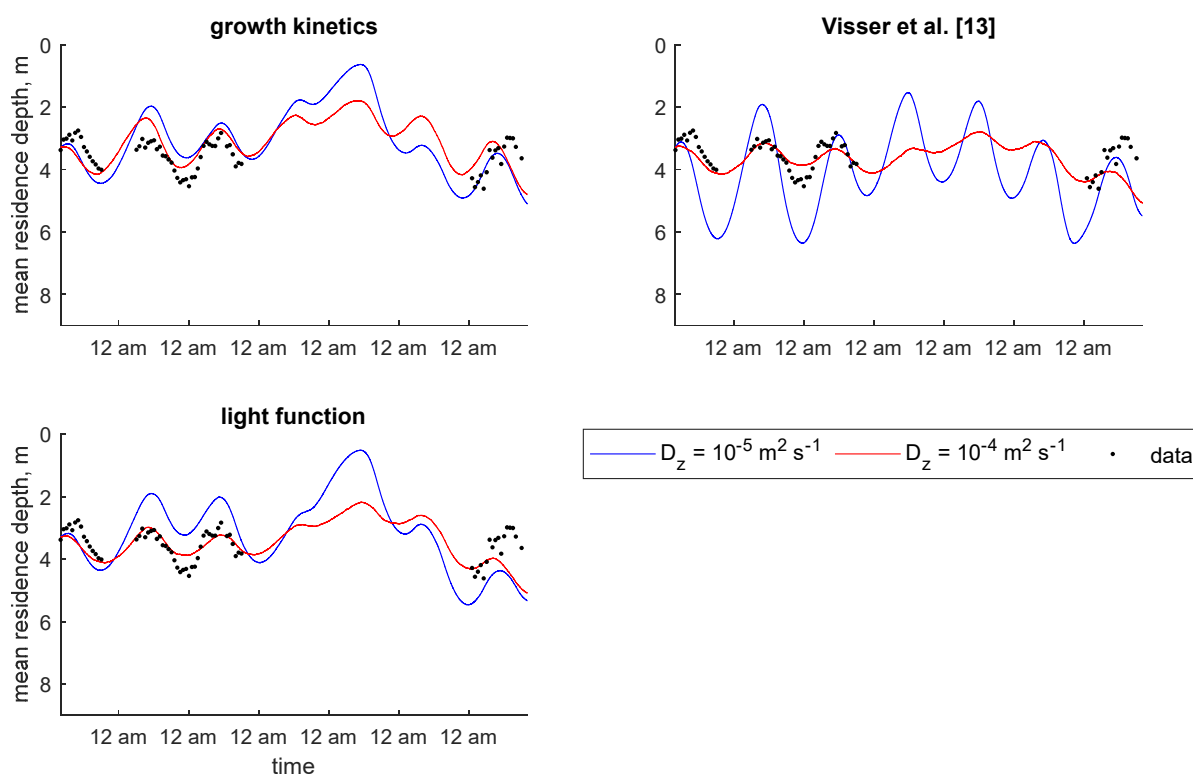 growth kinetics
mean residence depth, m
0
2
4
6
8
12 am 12 am 12 am 12 am 12 am 12 am
Visser et al. [13]
0
2
4
6
8
12 am 12 am 12 am 12 am 12 am 12 am
light function
mean residence depth, m
0
2
4
6
8
12 am 12 am 12 am 12 am 12 am 12 am
time
D_z = 10^-5 m^2 s^-1 D_z = 10^-4 m^2 s^-1 data